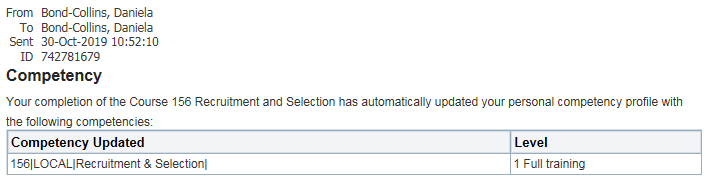 From Bond-Collins, Daniela
To Bond-Collins, Daniela
Sent 30-Oct-2019 10:52:10
ID 742781679
Competency
Your completion of the Course 156 Recruitment and Selection has automatically updated your personal competency profile with
the following competencies:
Competency Updated Level
156|LOCAL|Recruitment & Selection| 1 Full training